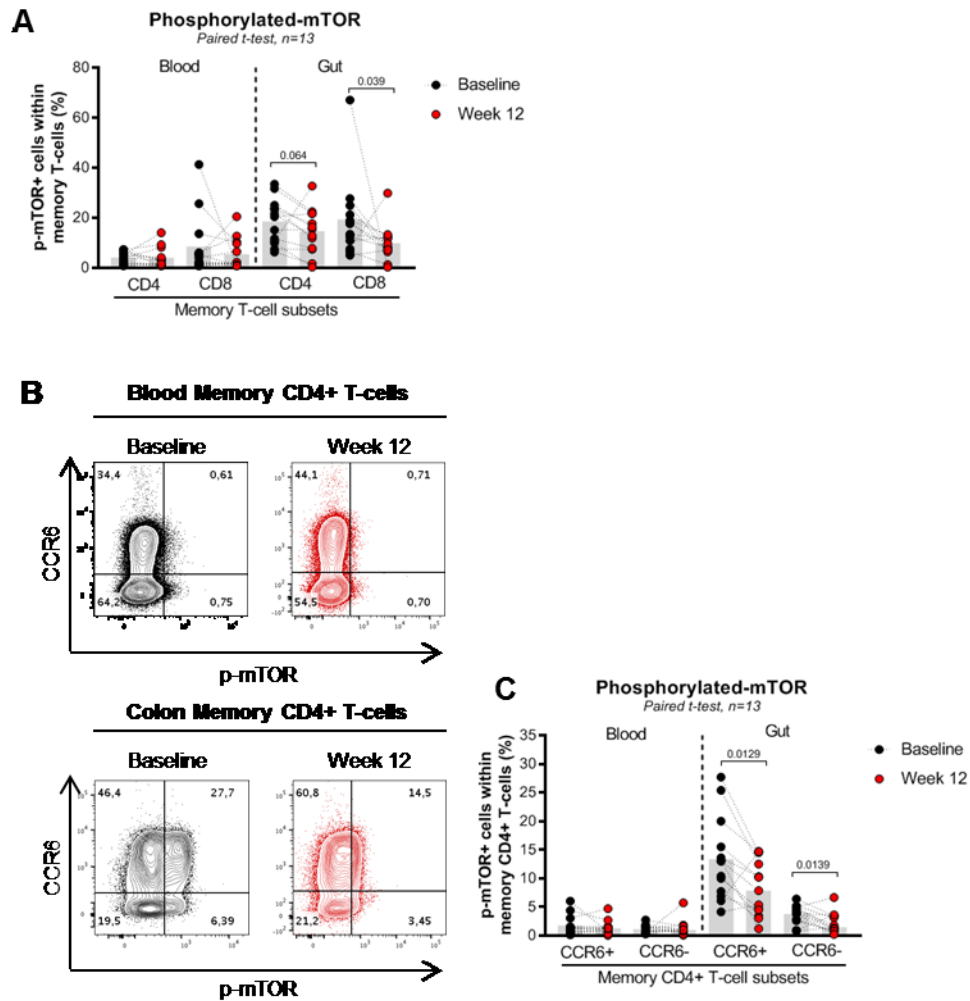 A
Phosphorylated-mTOR
Paired t-test, n=13
Blood Gut
p-mTOR+ cells within
memory T-cells (%)
80
60
40
20
0
0.064
0.039
Baseline
Week 12
CD4 CD8 CD4 CD8
Memory T-cell subsets
B
Blood Memory CD4+ T-cells
Baseline Week 12
CCR6
34,4 0,61
64,2 0,75
44,1 0,71
54,5 0,70
p-mTOR
Colon Memory CD4+ T-cells
Baseline Week 12
CCR6
46,4 27,7
19,5 6,39
60,8 14,5
21,2 3,45
p-mTOR
C
Phosphorylated-mTOR
Paired t-test, n=13
Blood Gut
p-mTOR+ cells within
memory CD4+ T-cells (%)
35
30
25
20
15
10
5
0
0.0129
0.0139
Baseline
Week 12
CCR6+ CCR6- CCR6+ CCR6-
Memory CD4+ T-cell subsets